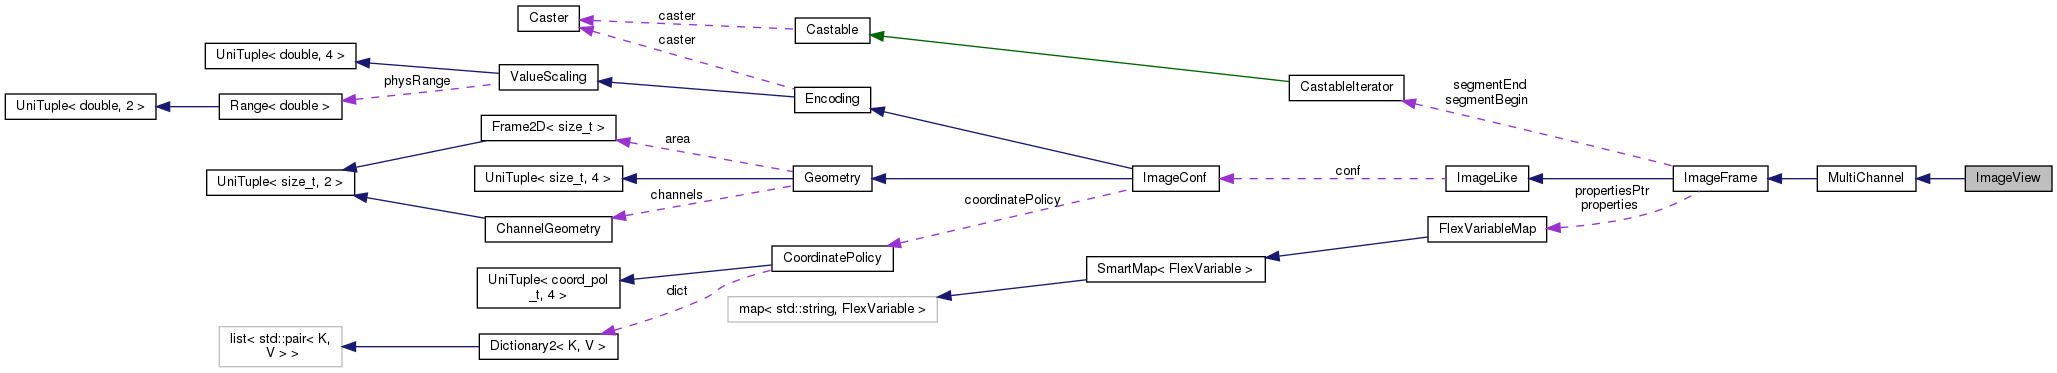 Caster
caster
Castable
caster
UniTuple< double, 4 >
ValueScaling
physRange
segmentEnd
segmentBegin
CastableIterator
UniTuple< double, 2 >
Range< double >
Encoding
Frame2D< size_t >
area
UniTuple< size_t, 2 >
UniTuple< size_t, 4 >
Geometry
ImageConf
conf
ImageLike
ImageFrame
MultiChannel
ImageView
channels
coordinatePolicy
propertiesPtr
properties
ChannelGeometry
FlexVariableMap
CoordinatePolicy
SmartMap< FlexVariable >
UniTuple< coord_pol
_t, 4 >
dict
map< std::string, FlexVariable >
list< std::pair< K,
V > >
Dictionary2< K, V >